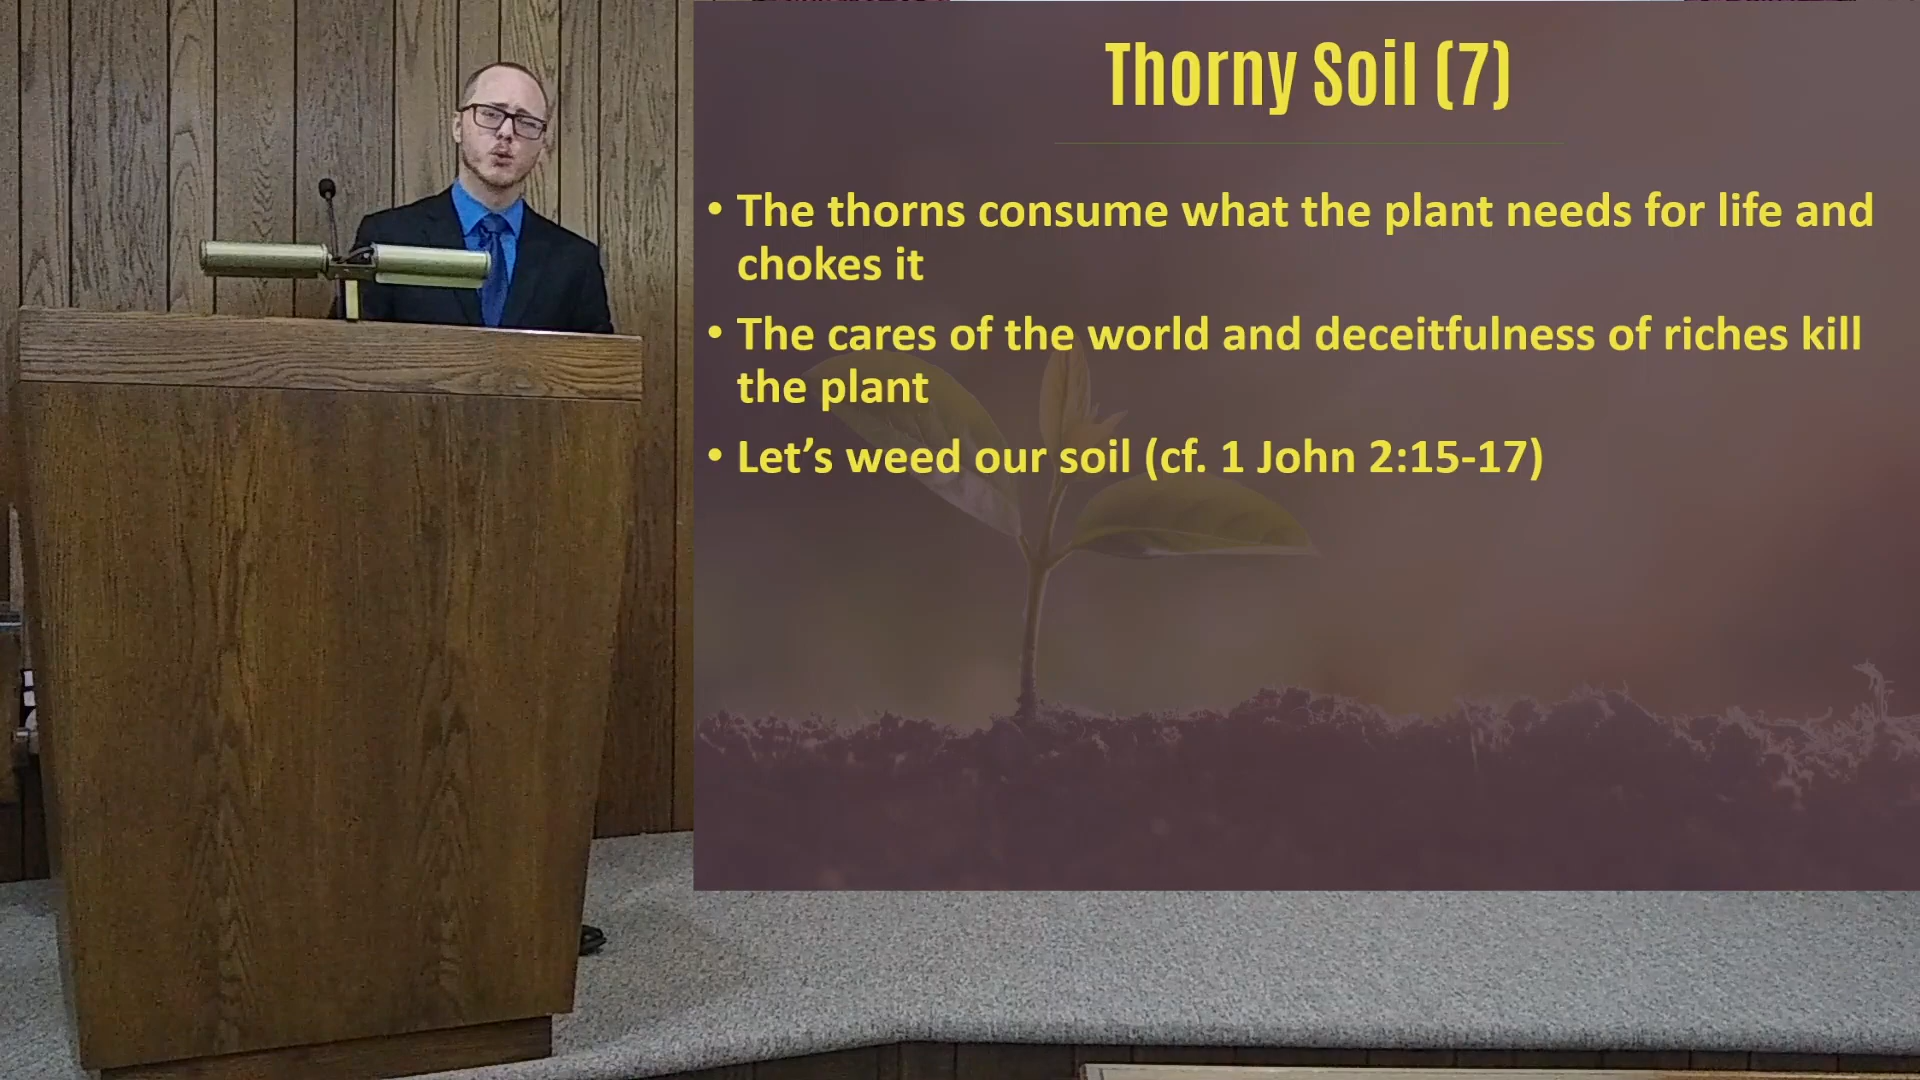 Thorny Soil (7)
• The thorns consume what the plant needs for life and
chokes it
• The cares of the world and deceitfulness of riches kill
the plant
• Let’s weed our soil (cf. 1 John 2:15-17)